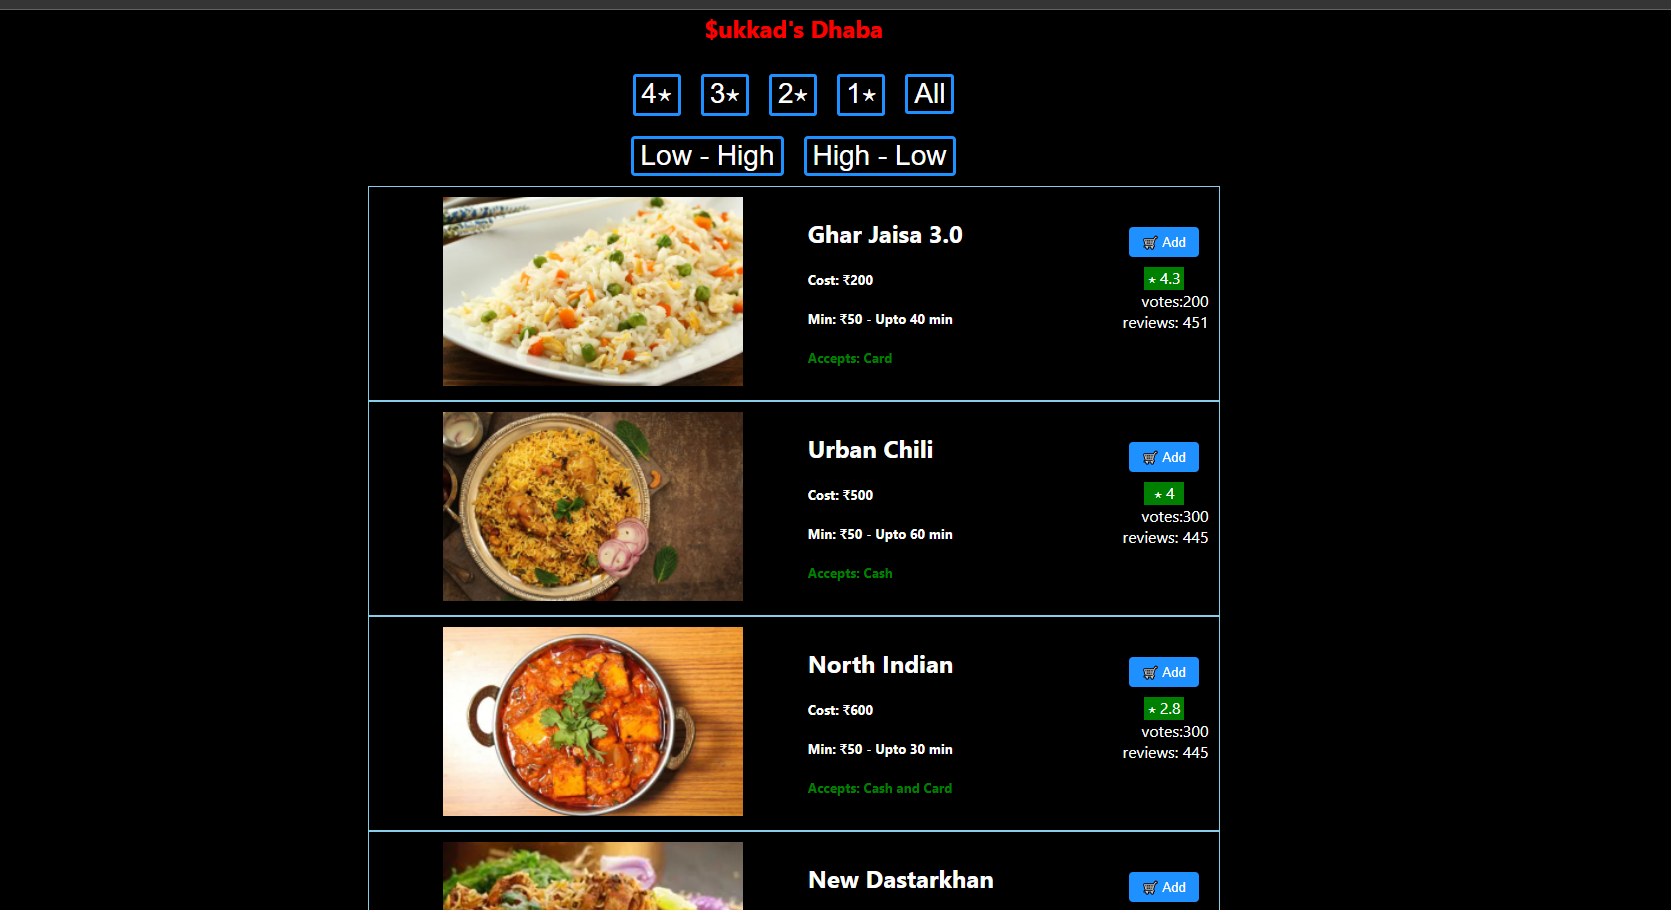 $ukkad's Dhaba
4⭑ 3⭑ 2⭑ 1⭑ All
Low - High High - Low
Ghar Jaisa 3.0
🛒 Add
Cost: ₹200
⭑ 4.3
votes:200
Min: ₹50 - Upto 40 min
reviews: 451
Accepts: Card
Urban Chili
🛒 Add
Cost: ₹500
⭑ 4
votes:300
Min: ₹50 - Upto 60 min
reviews: 445
Accepts: Cash
North Indian
🛒 Add
Cost: ₹600
⭑ 2.8
votes:300
Min: ₹50 - Upto 30 min
reviews: 445
Accepts: Cash and Card
New Dastarkhan
🛒 Add